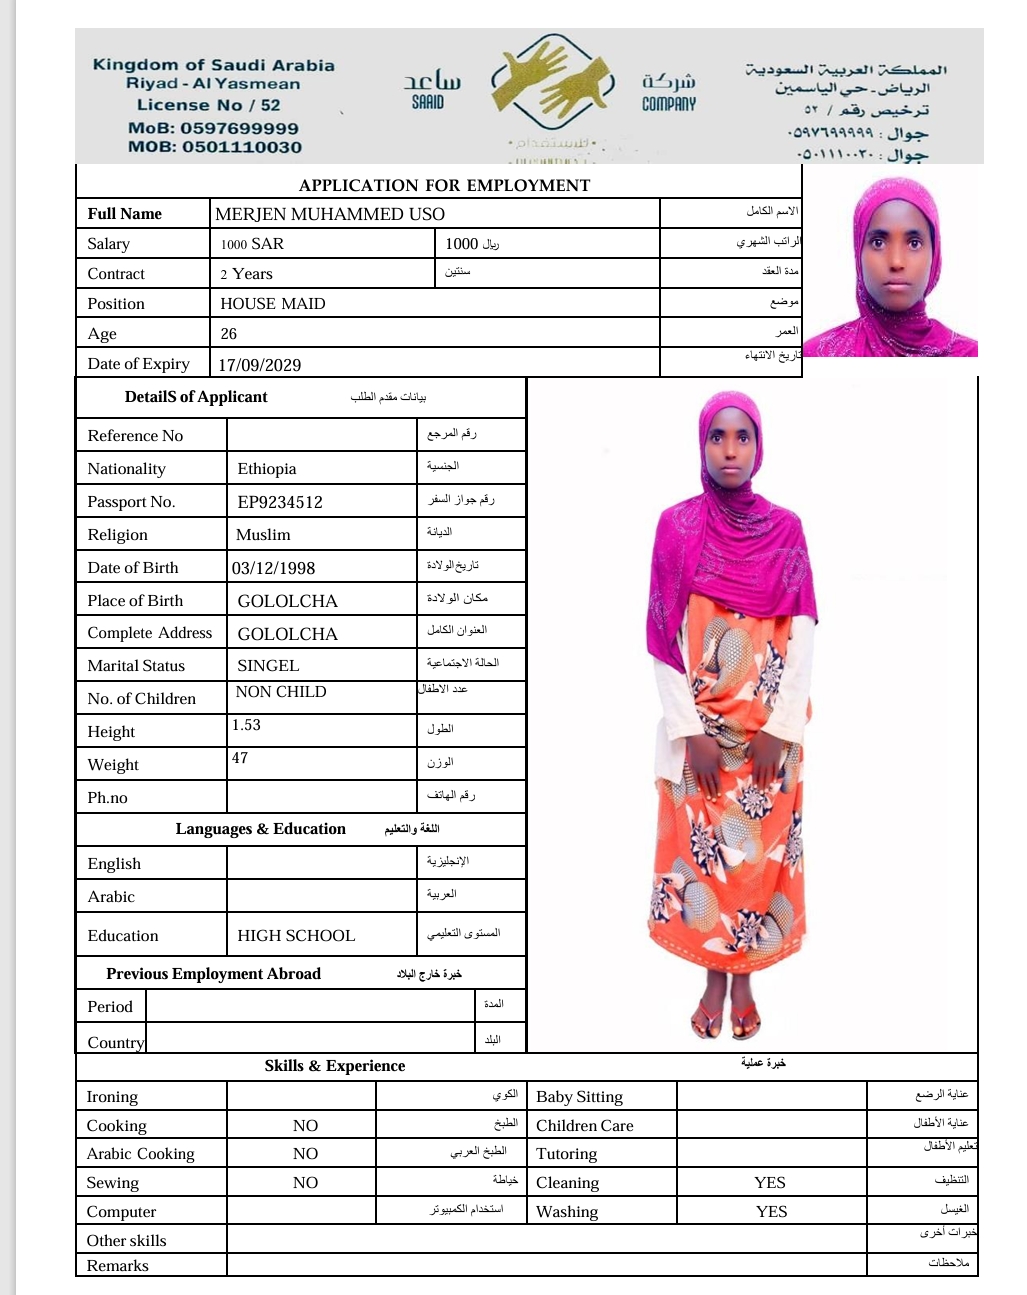 Kingdom of Saudi Arabia
Riyad - Al Yasmean
License No / 52
MoB: 0597699999
MOB: 0501110030
ساعد
SAAID
شركة
COMPANY
للاستقدام
المملكة العربية السعودية
الرياض - حي الياسمين
ترخيص رقم / ٥٢
جوال : ٠٥٩٧٦٩٩٩٩٩
جوال : ٠٥٠١١١٠٠٣٠
APPLICATION FOR EMPLOYMENT
Full Name MERJEN MUHAMMED USO الاسم الكامل
Salary 1000 SAR 1000 ريال الراتب الشهري
Contract 2 Years سنتين مدة العقد
Position HOUSE MAID موضع
Age 26 العمر
Date of Expiry 17/09/2029 تاريخ الانتهاء
DetailS of Applicant بيانات مقدم الطلب
Reference No رقم المرجع
Nationality Ethiopia الجنسية
Passport No. EP9234512 رقم جواز السفر
Religion Muslim الديانة
Date of Birth 03/12/1998 تاريخ الولادة
Place of Birth GOLOLCHA مكان الولادة
Complete Address GOLOLCHA العنوان الكامل
Marital Status SINGEL الحالة الاجتماعية
No. of Children NON CHILD عدد الاطفال
Height 1.53 الطول
Weight 47 الوزن
Ph.no رقم الهاتف
Languages & Education اللغة والتعليم
English الإنجليزية
Arabic العربية
Education HIGH SCHOOL المستوى التعليمي
Previous Employment Abroad خبرة خارج البلاد
Period المدة
Country البلد
Skills & Experience خبرة عملية
Ironing الكوي Baby Sitting عناية الرضع
Cooking NO الطبخ Children Care عناية الأطفال
Arabic Cooking NO الطبخ العربي Tutoring تعليم الأطفال
Sewing NO خياطة Cleaning YES التنظيف
Computer استخدام الكمبيوتر Washing YES الغيسل
Other skills خبرات أخرى
Remarks ملاحظات